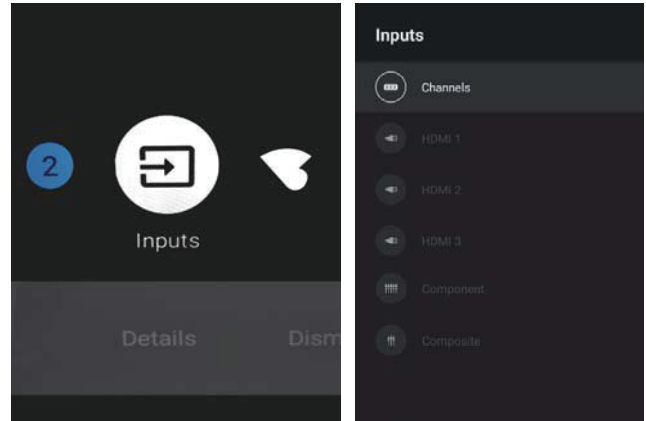 2
Inputs
Details
Dism
Inputs
Channels
HDMI 1
HDMI 2
HDMI 3
Component
Composite